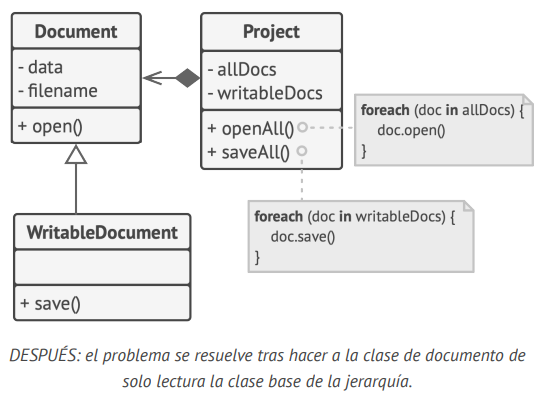 Document
- data
- filename
+ open()
Project
- allDocs
- writableDocs
+ openAll()
+ saveAll()
foreach (doc in allDocs) {
doc.open()
}
foreach (doc in writableDocs) {
doc.save()
}
WritableDocument
+ save()
DESPUÉS: el problema se resuelve tras hacer a la clase de documento de
solo lectura la clase base de la jerarquía.